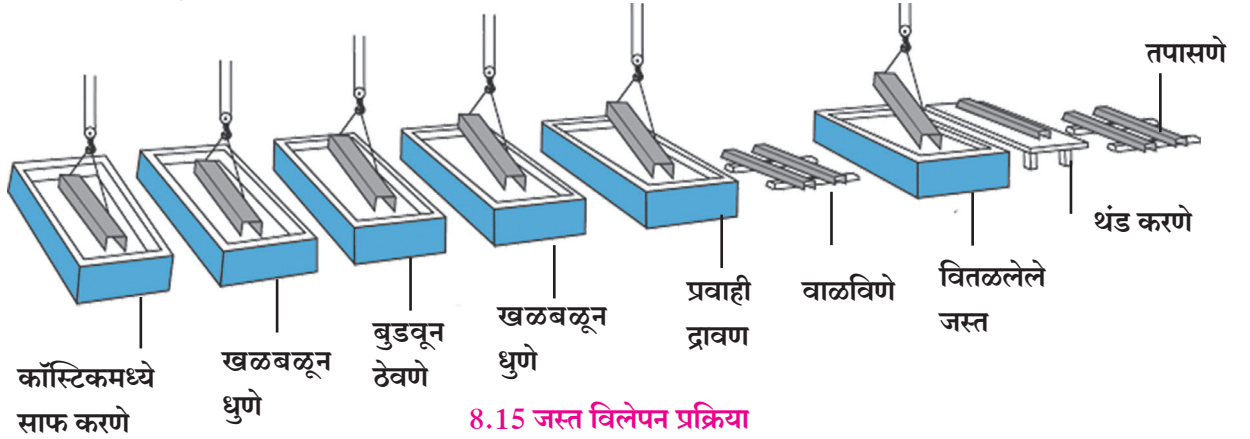 कॉस्टिकमध्ये
साफ करणे
खळबळून
धुणे
बुडवून
ठेवणे
खळबळून
धुणे
प्रवाही
द्रावण
वाळविणे
वितळलेले
जस्त
थंड करणे
तपासणे
8.15 जस्त विलेपन प्रक्रिया